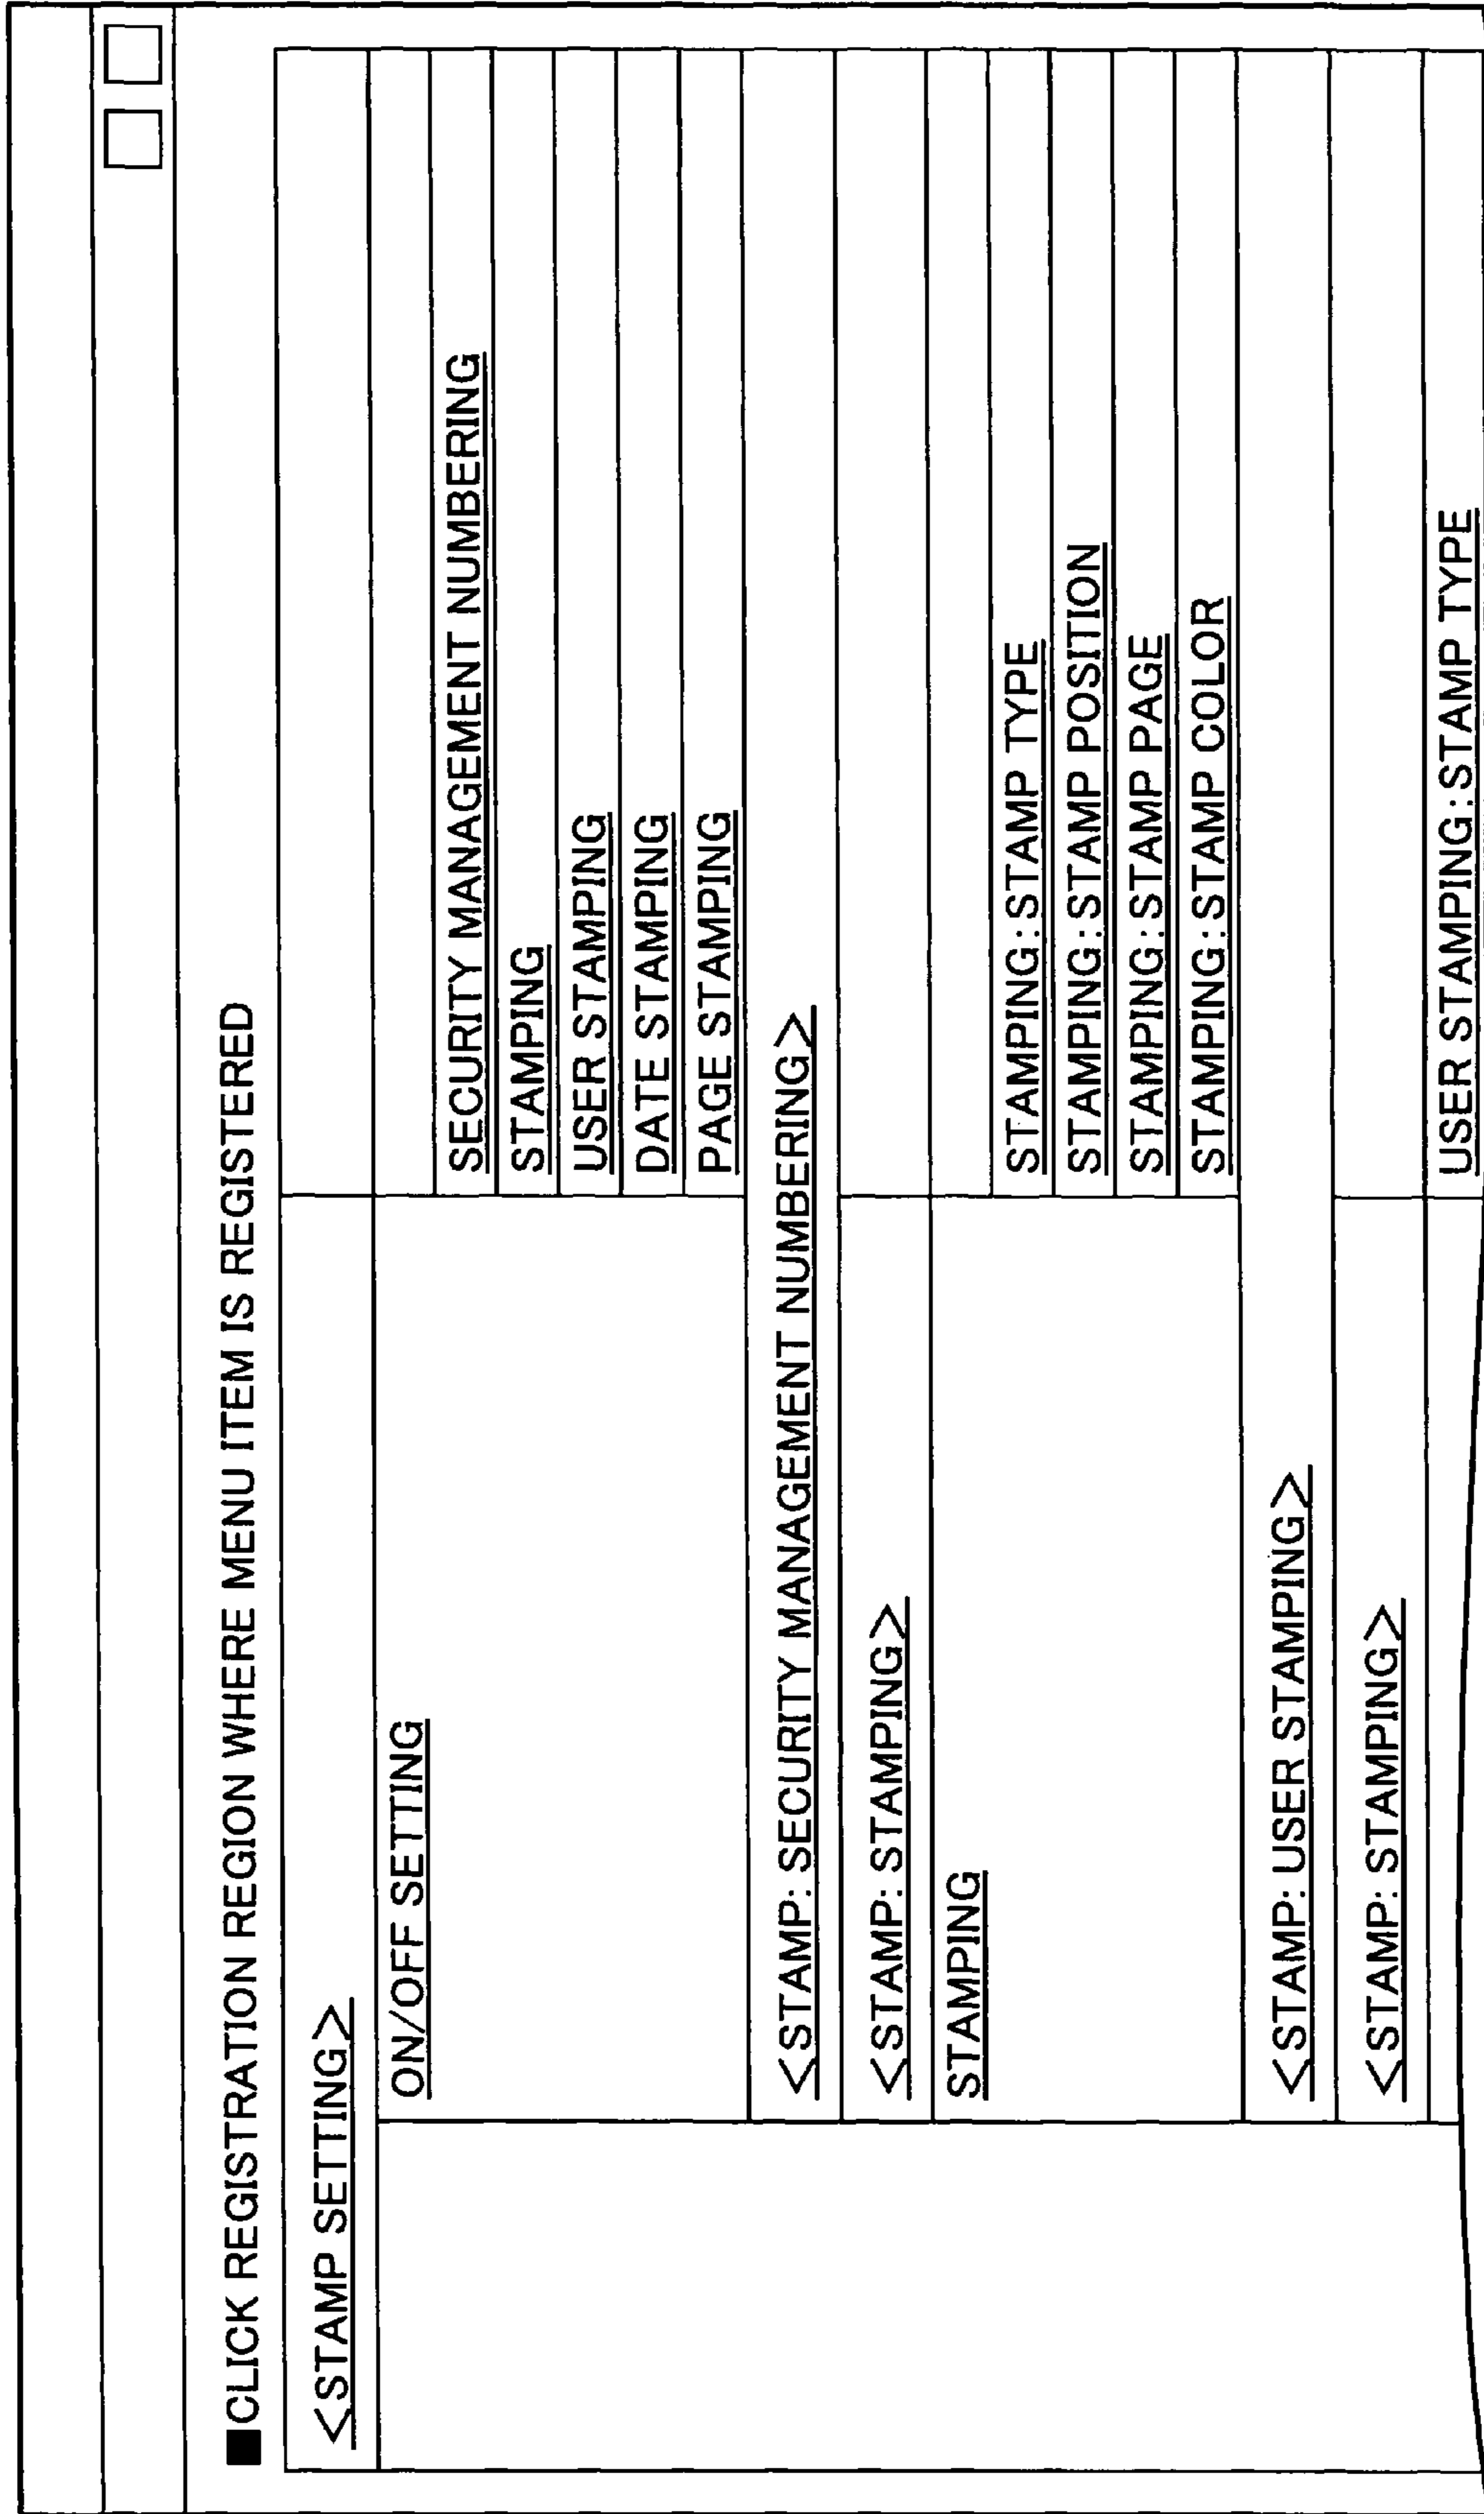 ■CLICK REGISTRATION REGION WHERE MENU ITEM IS REGISTERED
<STAMP SETTING>
ON/OFF SETTING
SECURITY MANAGEMENT NUMBERING
STAMPING
USER STAMPING
DATE STAMPING
PAGE STAMPING
<STAMP: SECURITY MANAGEMENT NUMBERING>
<STAMP: STAMPING>
STAMPING
STAMPING:STAMP TYPE
STAMPING:STAMP POSITION
STAMPING:STAMP PAGE
STAMPING:STAMP COLOR
<STAMP: USER STAMPING>
<STAMP: STAMPING>
USER STAMPING:STAMP TYPE